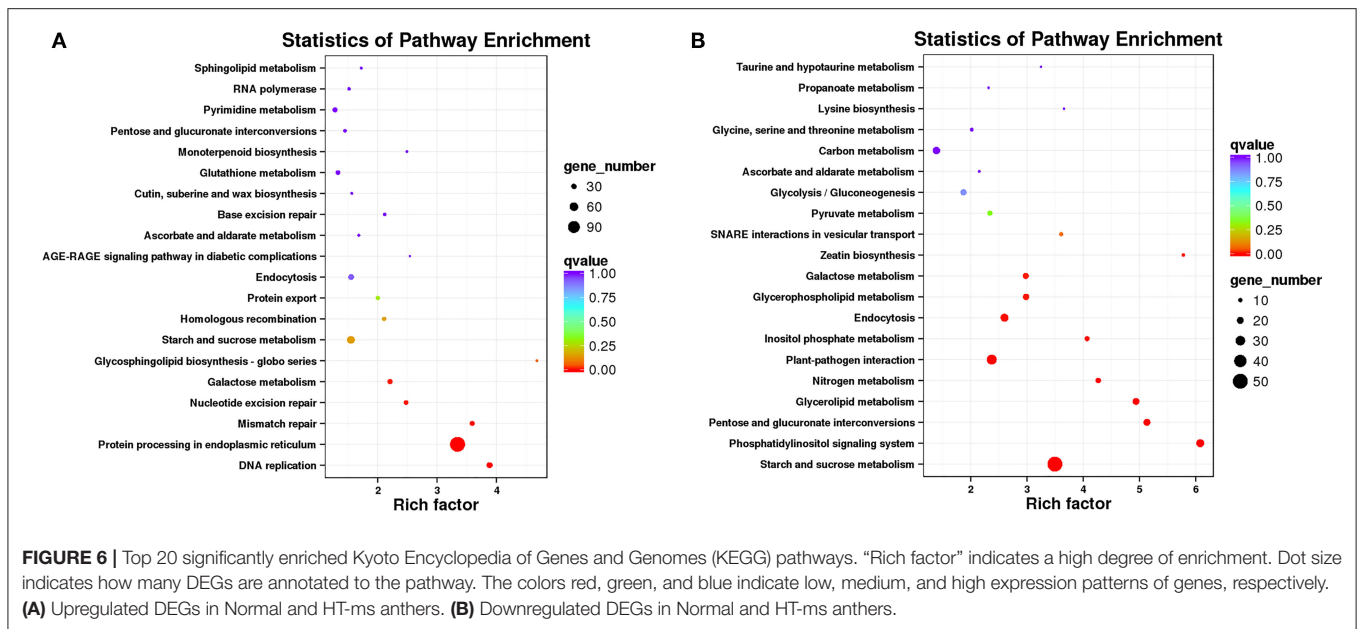 A
Statistics of Pathway Enrichment
Sphingolipid metabolism
RNA polymerase
Pyrimidine metabolism
Pentose and glucuronate interconversions
Monoterpenoid biosynthesis
Glutathione metabolism
Cutin, suberine and wax biosynthesis
Base excision repair
Ascorbate and aldarate metabolism
AGE-RAGE signaling pathway in diabetic complications
Endocytosis
Protein export
Homologous recombination
Starch and sucrose metabolism
Glycosphingolipid biosynthesis - globo series
Galactose metabolism
Nucleotide excision repair
Mismatch repair
Protein processing in endoplasmic reticulum
DNA replication
2 3 4
Rich factor
gene_number
30
60
90
qvalue
1.00
0.75
0.50
0.25
0.00
B
Statistics of Pathway Enrichment
Taurine and hypotaurine metabolism
Propanoate metabolism
Lysine biosynthesis
Glycine, serine and threonine metabolism
Carbon metabolism
Ascorbate and aldarate metabolism
Glycolysis / Gluconeogenesis
Pyruvate metabolism
SNARE interactions in vesicular transport
Zeatin biosynthesis
Galactose metabolism
Glycerophospholipid metabolism
Endocytosis
Inositol phosphate metabolism
Plant-pathogen interaction
Nitrogen metabolism
Glycerolipid metabolism
Pentose and glucuronate interconversions
Phosphatidylinositol signaling system
Starch and sucrose metabolism
2 3 4 5 6
Rich factor
qvalue
1.00
0.75
0.50
0.25
0.00
gene_number
10
20
30
40
50
FIGURE 6 | Top 20 significantly enriched Kyoto Encyclopedia of Genes and Genomes (KEGG) pathways. “Rich factor” indicates a high degree of enrichment. Dot size
indicates how many DEGs are annotated to the pathway. The colors red, green, and blue indicate low, medium, and high expression patterns of genes, respectively.
(A) Upregulated DEGs in Normal and HT-ms anthers. (B) Downregulated DEGs in Normal and HT-ms anthers.